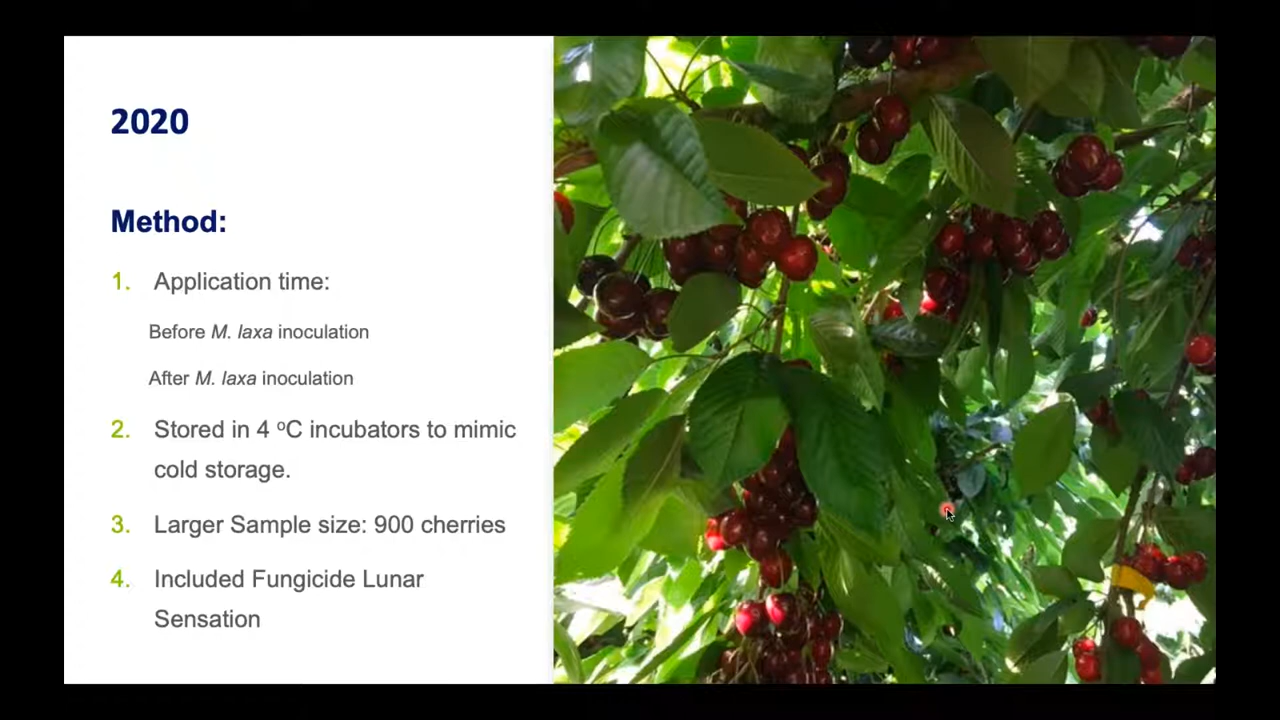 2020
Method:
1. Application time:
Before M. laxa inoculation
After M. laxa inoculation
2. Stored in 4 ºC incubators to mimic
cold storage.
3. Larger Sample size: 900 cherries
4. Included Fungicide Lunar
Sensation